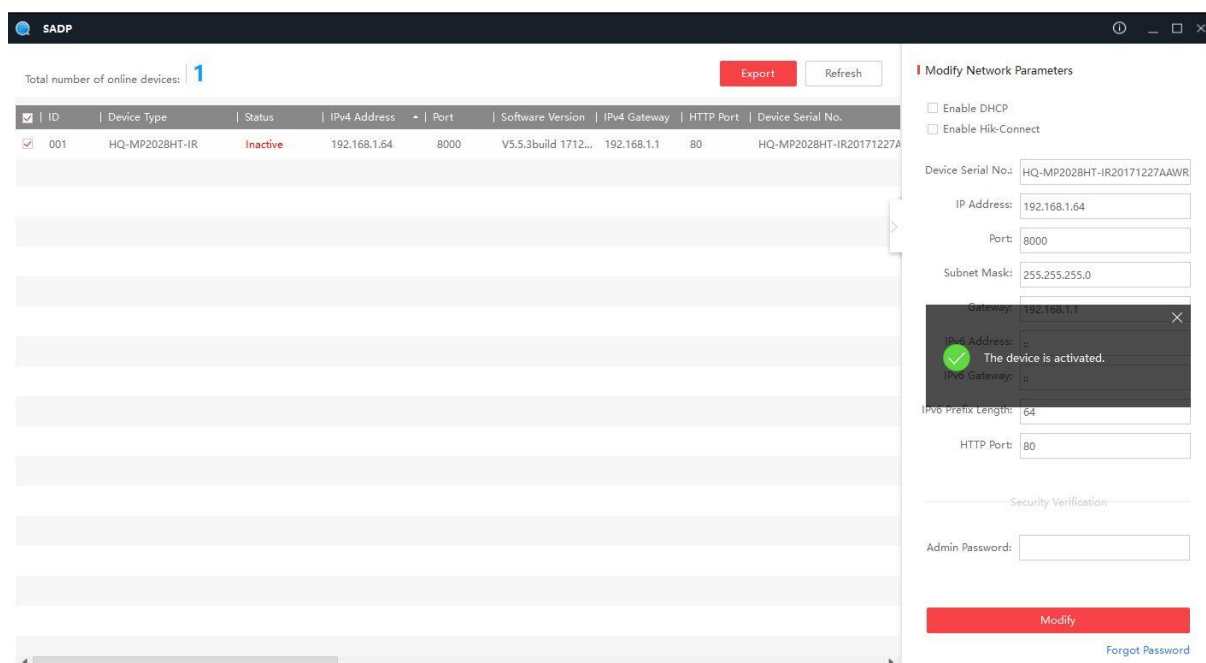 SADP
Total number of online devices: 1
Export
Refresh
ID | Device Type | Status | IPv4 Address | Port | Software Version | IPv4 Gateway | HTTP Port | Device Serial No.
001 HQ-MP2028HT-IR Inactive 192.168.1.64 8000 V5.5.3build 1712... 192.168.1.1 80 HQ-MP2028HT-IR20171227A
Modify Network Parameters
Enable DHCP
Enable Hik-Connect
Device Serial No.: HQ-MP2028HT-IR20171227AAWR
IP Address: 192.168.1.64
Port: 8000
Subnet Mask: 255.255.255.0
Gateway: 192.168.1.1
IPv6 Address: ::
The device is activated.
IPv6 Gateway: ::
IPv6 Prefix Length: 64
HTTP Port: 80
Security Verification
Admin Password:
Modify
Forgot Password